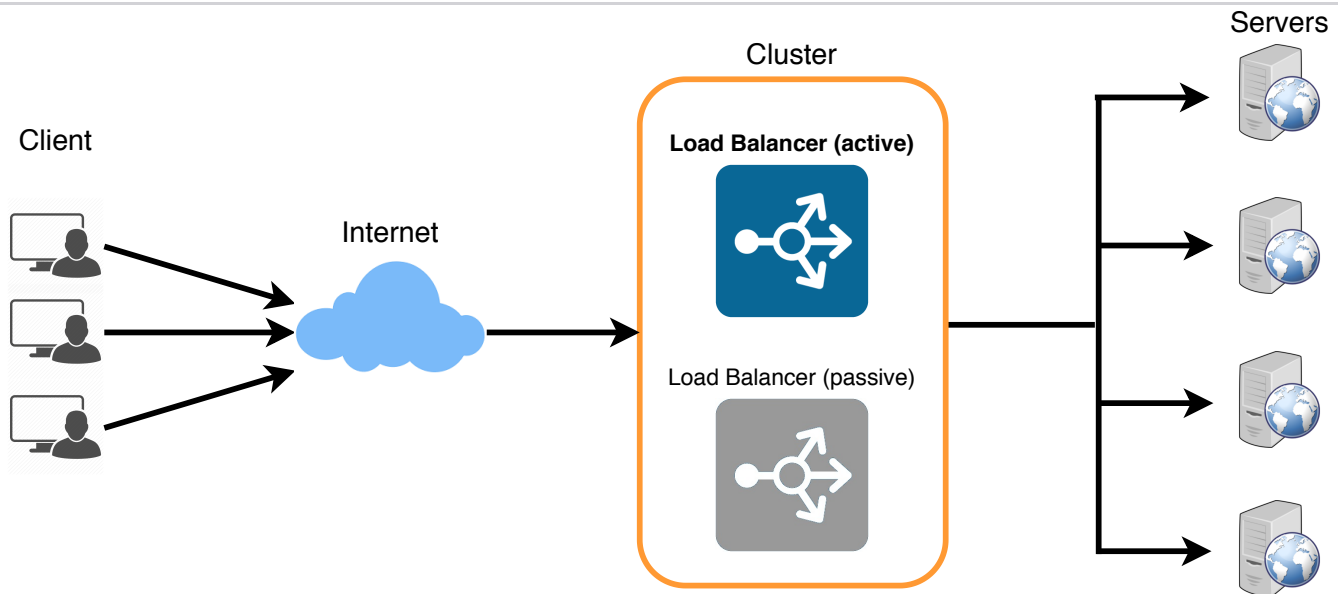 Servers
Cluster
Client
Load Balancer (active)
Internet
Load Balancer (passive)